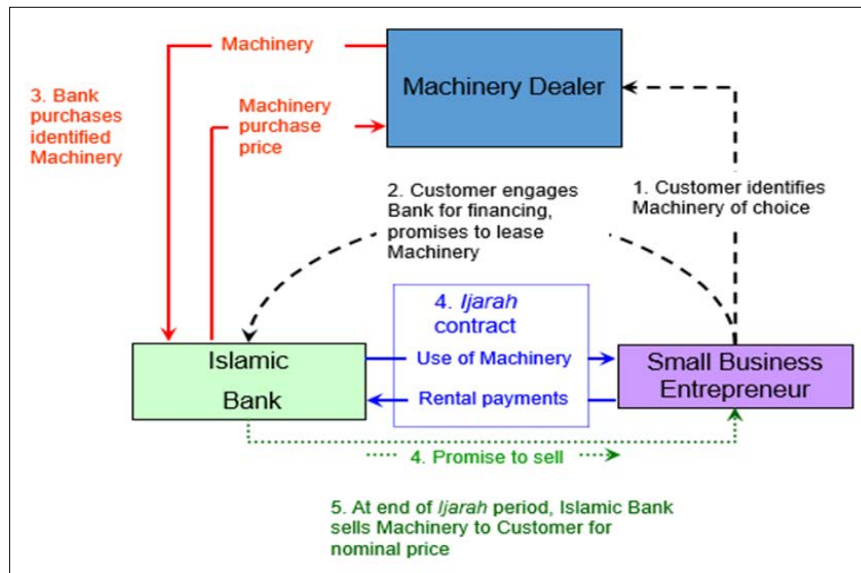 Machinery
Machinery Dealer
3. Bank
purchases
identified
Machinery
Machinery
purchase
price
2. Customer engages
Bank for financing,
promises to lease
Machinery
1. Customer identifies
Machinery of choice
4. Ijarah
contract
Islamic
Bank
Use of Machinery
Rental payments
Small Business
Entrepreneur
4. Promise to sell
5. At end of Ijarah period, Islamic Bank
sells Machinery to Customer for
nominal price